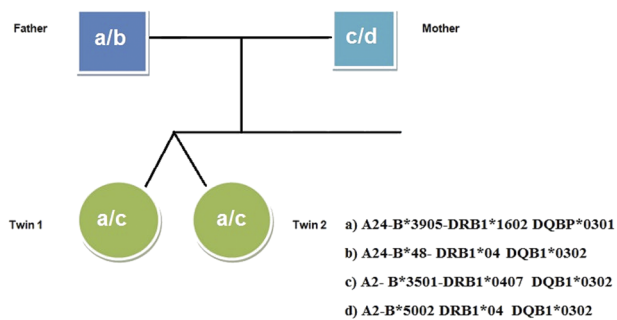 Father
a/b
c/d
Mother
Twin 1
a/c
a/c
Twin 2
a) A24-B*3905-DRB1*1602 DQBP*0301
b) A24-B*48- DRB1*04 DQB1*0302
c) A2- B*3501-DRB1*0407 DQB1*0302
d) A2-B*5002 DRB1*04 DQB1*0302